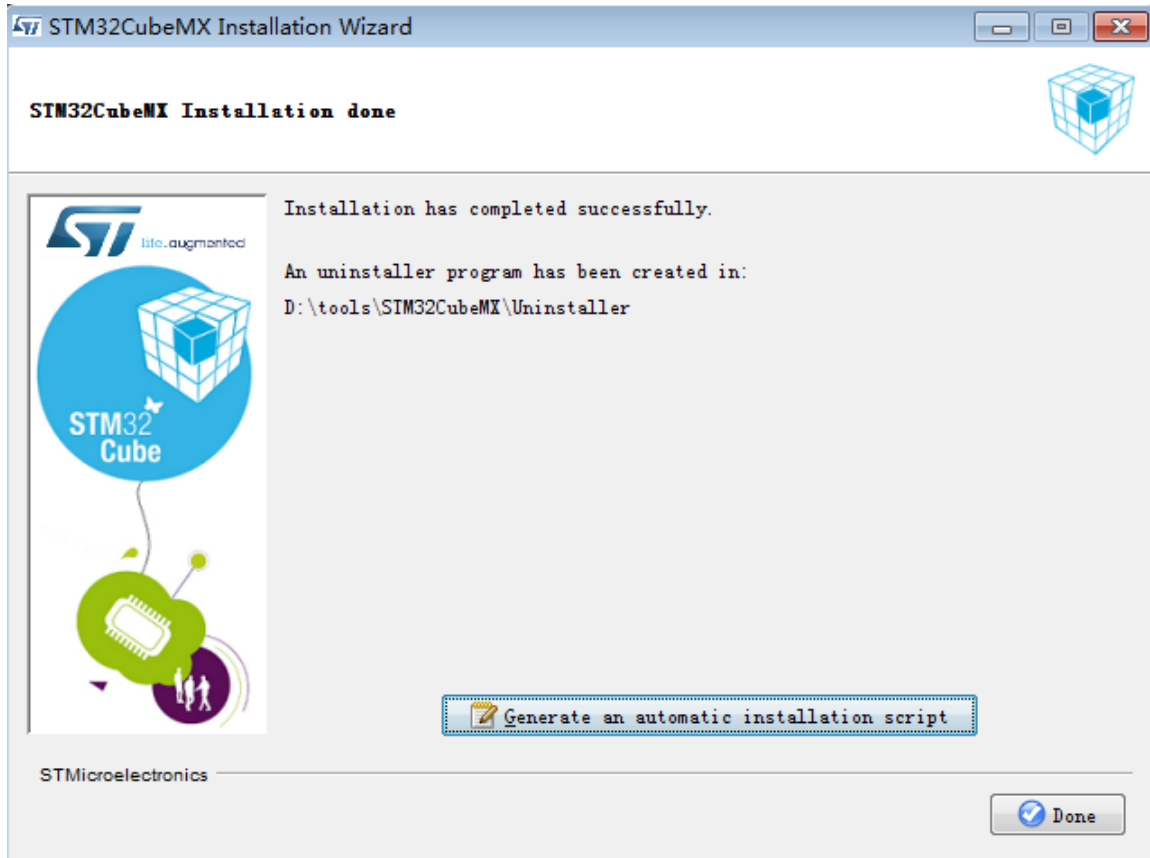 STM32CubeMX Installation Wizard
STM32CubeMX Installation done
ST
life.augmented
Installation has completed successfully.
An uninstaller program has been created in:
D:\tools\STM32CubeMX\Uninstaller
STM32
Cube
Generate an automatic installation script
STMicroelectronics
Done